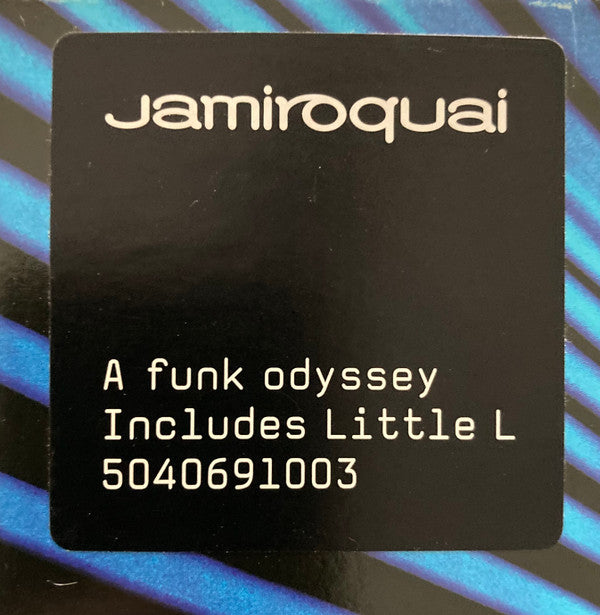 Jamiroquai
A funk odyssey
Includes Little L
5040691003